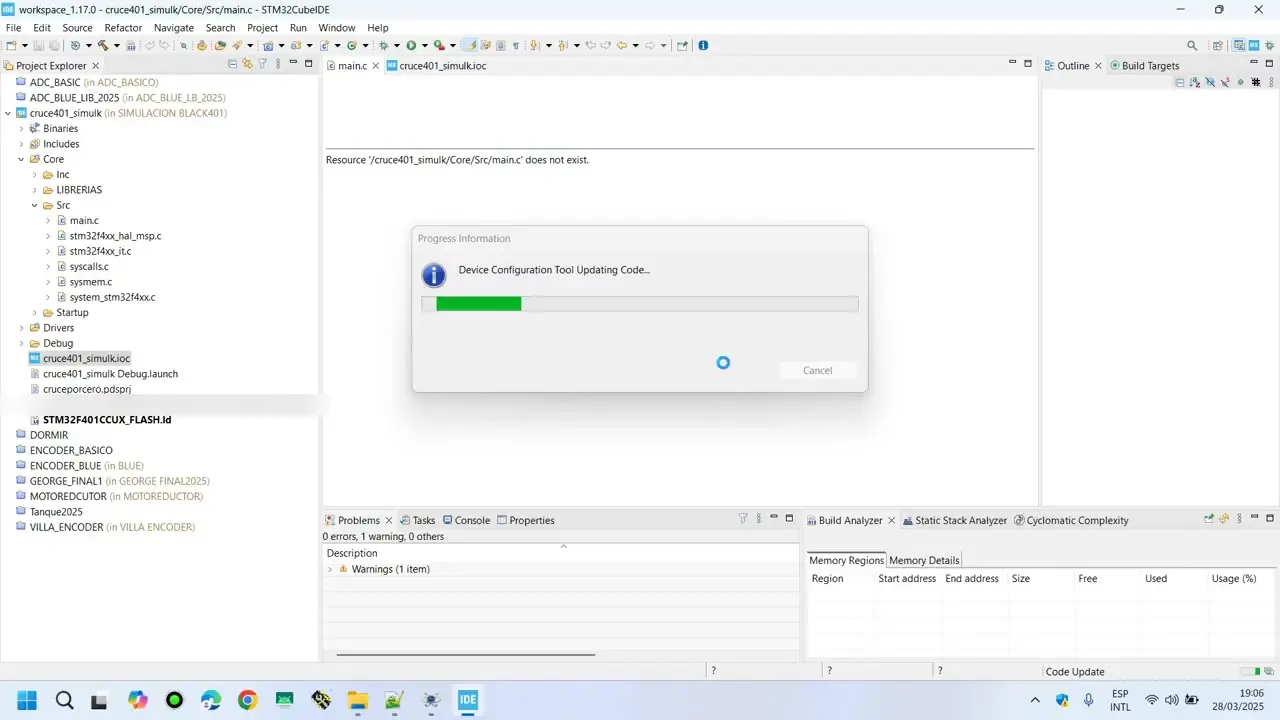 IDE workspace_1.17.0 - cruce401_simulk/Core/Src/main.c - STM32CubeIDE
File Edit Source Refactor Navigate Search Project Run Window Help
Project Explorer
main.c
MX cruce401_simulk.ioc
Outline
Build Targets
ADC_BASIC (in ADC_BASICO)
ADC_BLUE_LIB_2025 (in ADC_BLUE_LB_2025)
IDE cruce401_simulk (in SIMULACION BLACK401)
Binaries
Includes
Core
Inc
LIBRERIAS
Src
main.c
stm32f4xx_hal_msp.c
stm32f4xx_it.c
syscalls.c
sysmem.c
system_stm32f4xx.c
Startup
Drivers
Debug
MX cruce401_simulk.ioc
cruce401_simulk Debug.launch
cruceporcero.pdsprj
STM32F401CCUX_FLASH.ld
DORMIR
ENCODER_BASICO
ENCODER_BLUE (in BLUE)
GEORGE_FINAL1 (in GEORGE FINAL2025)
MOTOREDCUTOR (in MOTOREDUCTOR)
Tanque2025
VILLA_ENCODER (in VILLA ENCODER)
Resource '/cruce401_simulk/Core/Src/main.c' does not exist.
Progress Information
Device Configuration Tool Updating Code...
Cancel
Problems Tasks Console Properties
0 errors, 1 warning, 0 others
Description
Warnings (1 item)
Build Analyzer Static Stack Analyzer Cyclomatic Complexity
Memory Regions Memory Details
Region Start address End address Size Free Used Usage (%)
? ? ? Code Update
IDE
ESP
INTL
19:06
28/03/2025